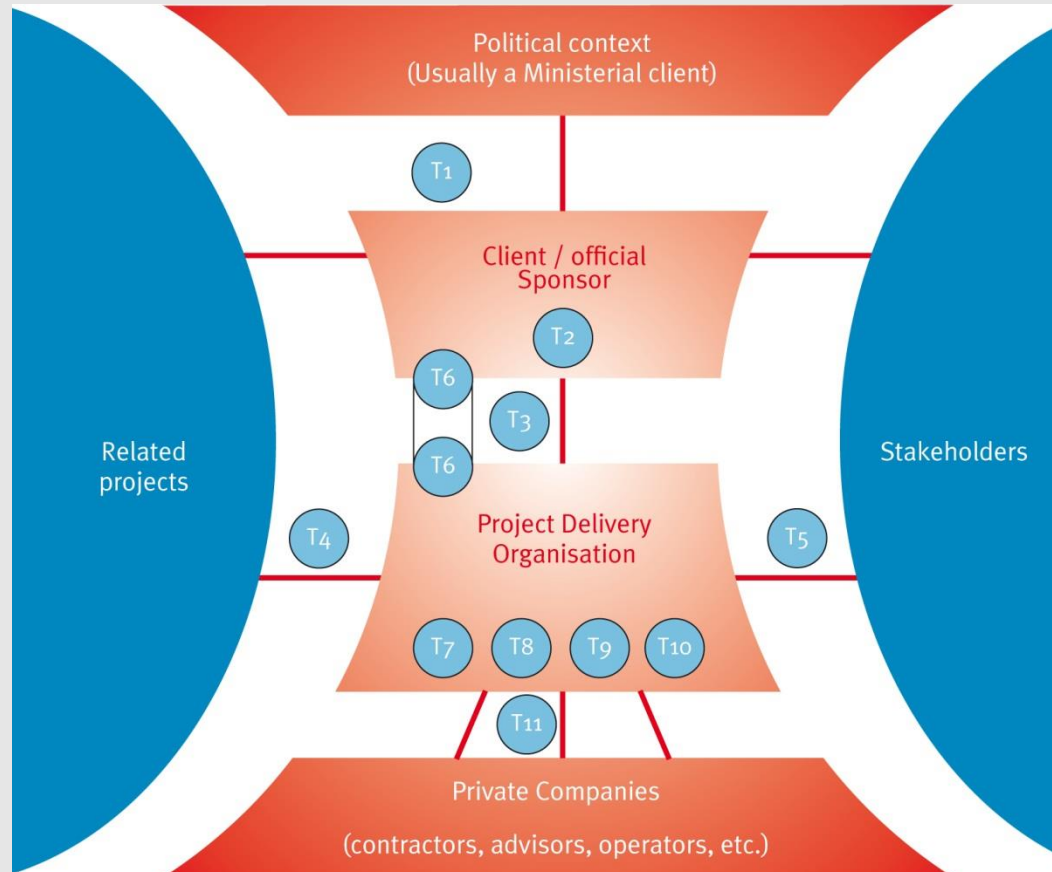 Political context
(Usually a Ministerial client)
T1
Client / official
Sponsor
T2
T6
T3
T6
Related
projects
Stakeholders
Project Delivery
Organisation
T4
T5
T7 T8 T9 T10
T11
Private Companies
(contractors, advisors, operators, etc.)